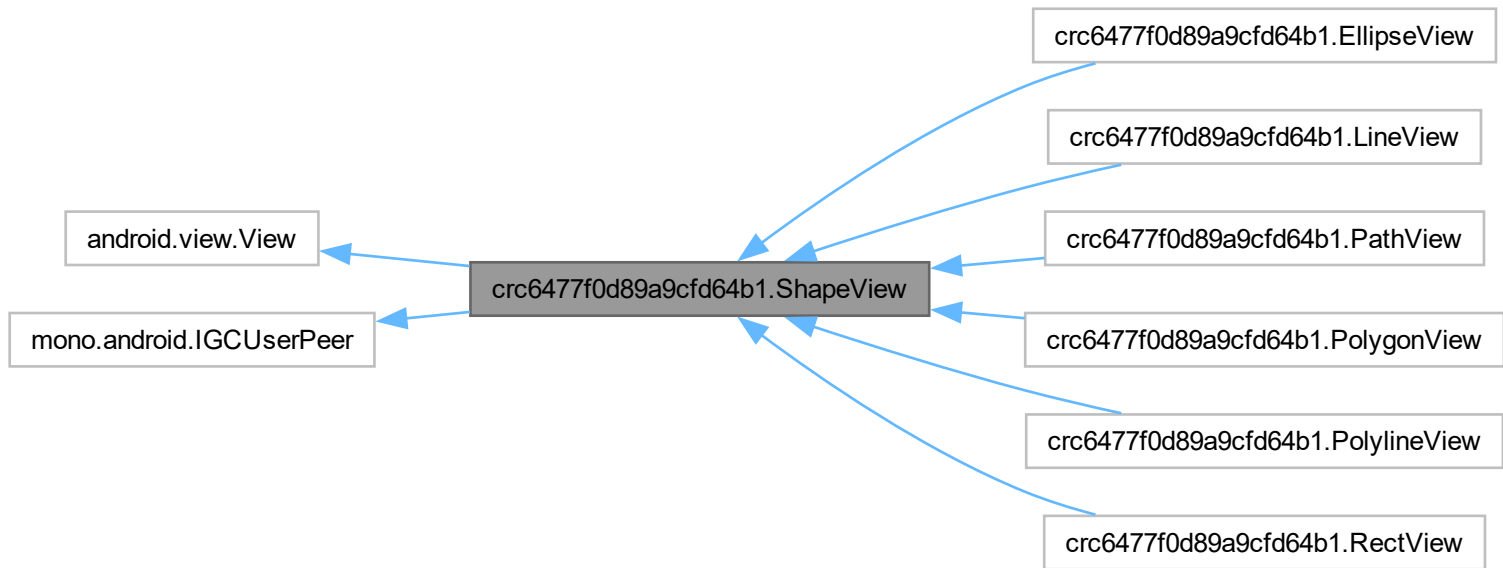 android.view.View
mono.android.IGCUserPeer
crc6477f0d89a9cfd64b1.ShapeView
crc6477f0d89a9cfd64b1.EllipseView
crc6477f0d89a9cfd64b1.LineView
crc6477f0d89a9cfd64b1.PathView
crc6477f0d89a9cfd64b1.PolygonView
crc6477f0d89a9cfd64b1.PolylineView
crc6477f0d89a9cfd64b1.RectView